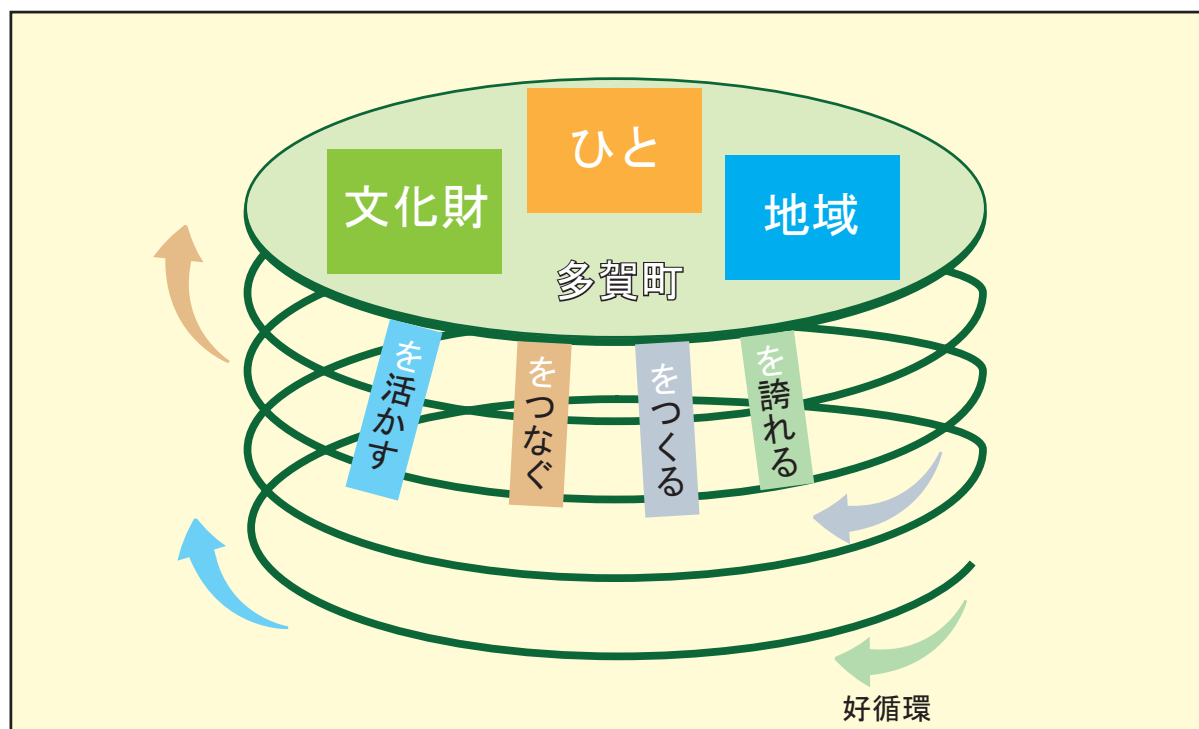 ひと
文化財
地域
多賀町
を活かす
をつなぐ
をつくる
を誇れる
好循環